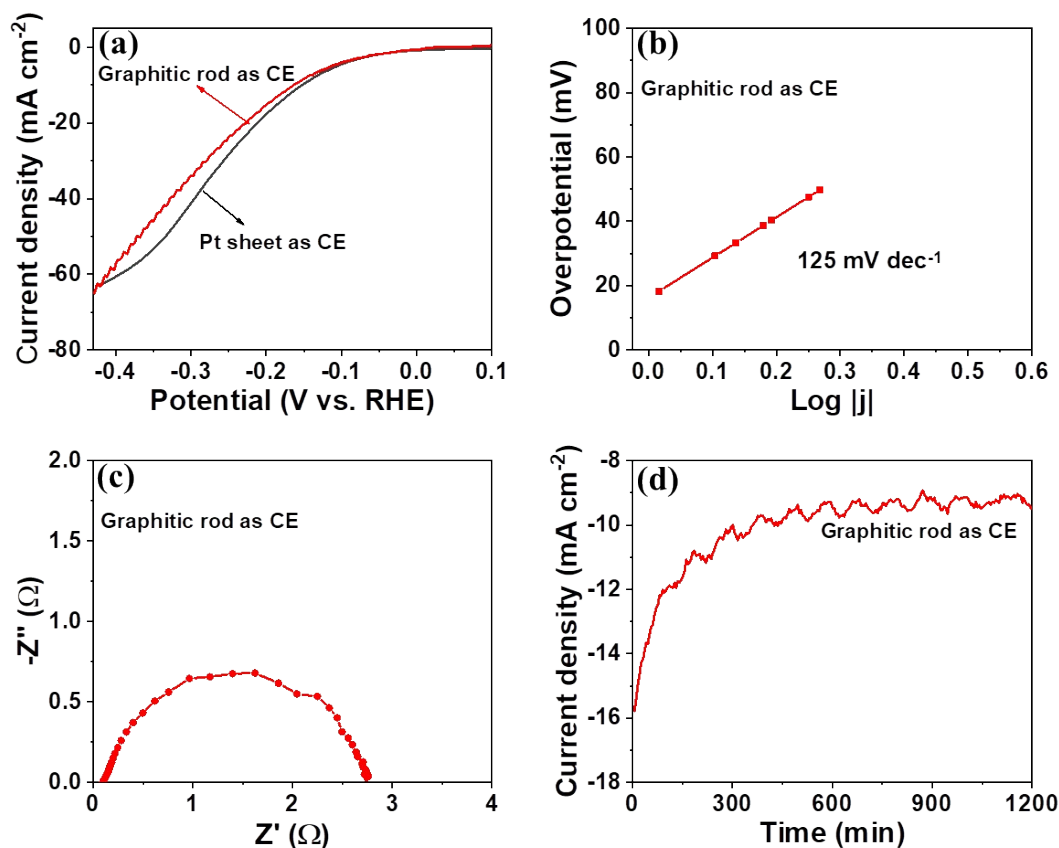 (a)
Graphitic rod as CE
Pt sheet as CE
Current density (mA cm-2)
0
-20
-40
-60
-80
-0.4 -0.3 -0.2 -0.1 0.0 0.1
Potential (V vs. RHE)
(b)
Graphitic rod as CE
125 mV dec-1
Overpotential (mV)
100
80
60
40
20
0
0.0 0.1 0.2 0.3 0.4 0.5 0.6
Log |j|
(c)
Graphitic rod as CE
-Z" (Ω)
2.0
1.5
1.0
0.5
0.0
0 1 2 3 4
Z' (Ω)
(d)
Graphitic rod as CE
Current density (mA cm-2)
-8
-10
-12
-14
-16
-18
0 300 600 900 1200
Time (min)